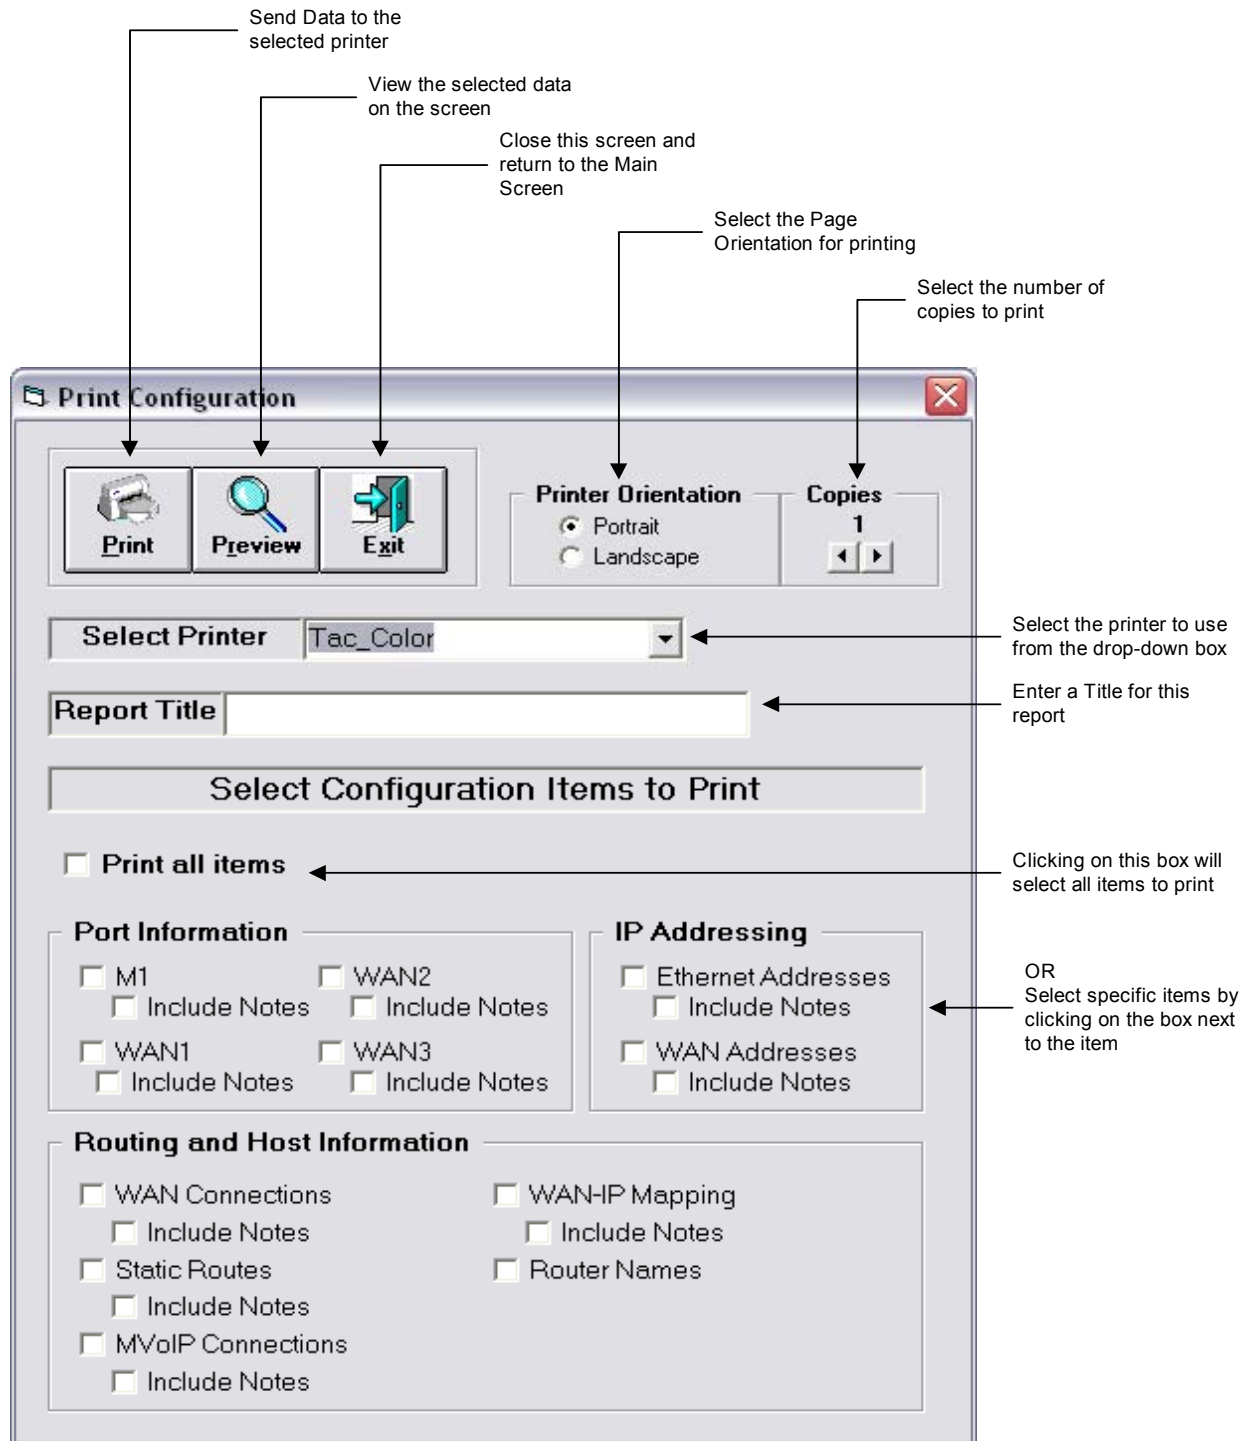 Send Data to the
selected printer
View the selected data
on the screen
Close this screen and
return to the Main
Screen
Select the Page
Orientation for printing
Select the number of
copies to print
Print Configuration
Print
Preview
Exit
Printer Orientation
Portrait
Landscape
Copies
1
Select Printer
Tac_Color
Select the printer to use
from the drop-down box
Report Title
Enter a Title for this
report
Select Configuration Items to Print
Print all items
Clicking on this box will
select all items to print
Port Information
M1
Include Notes
WAN2
Include Notes
WAN1
Include Notes
WAN3
Include Notes
IP Addressing
Ethernet Addresses
Include Notes
WAN Addresses
Include Notes
OR
Select specific items by
clicking on the box next
to the item
Routing and Host Information
WAN Connections
Include Notes
Static Routes
Include Notes
MVoIP Connections
Include Notes
WAN-IP Mapping
Include Notes
Router Names